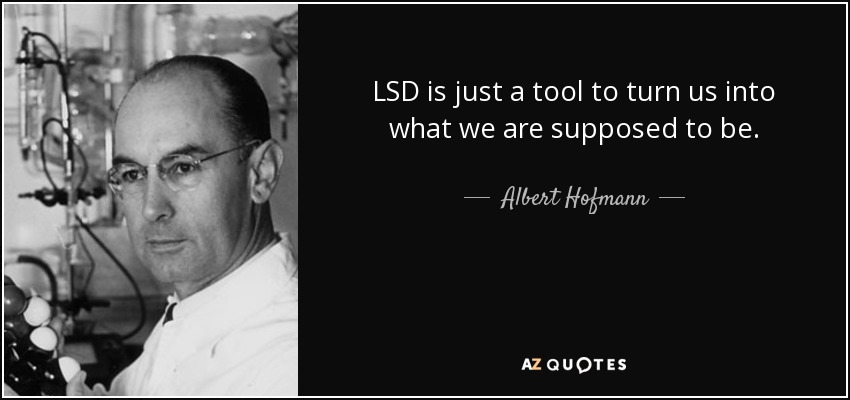 LSD is just a tool to turn us into
what we are supposed to be.
Albert Hofmann
AZ QUOTES